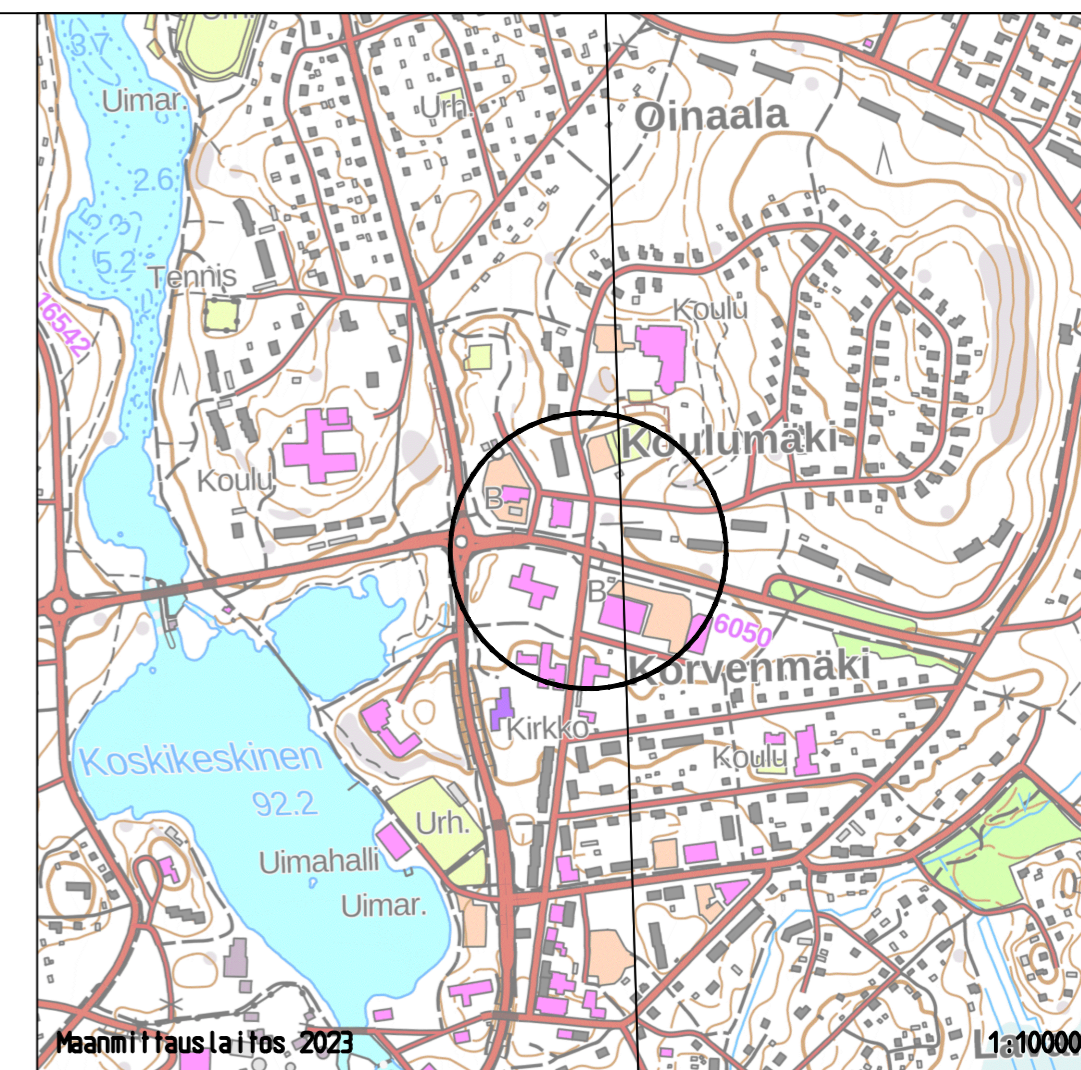 3.7
Uimar.
Urh.
Oinaala
2.6
1.5
3
5.2
Tennis
16542
Koulu
Koulumäki
Koulu
B
B
6050
Korvenmäki
Kirkko
Koulu
Koskikeskinen
92.2
Urh.
Uimahalli
Uimar.
Maanmittauslaitos 2023
1:10000